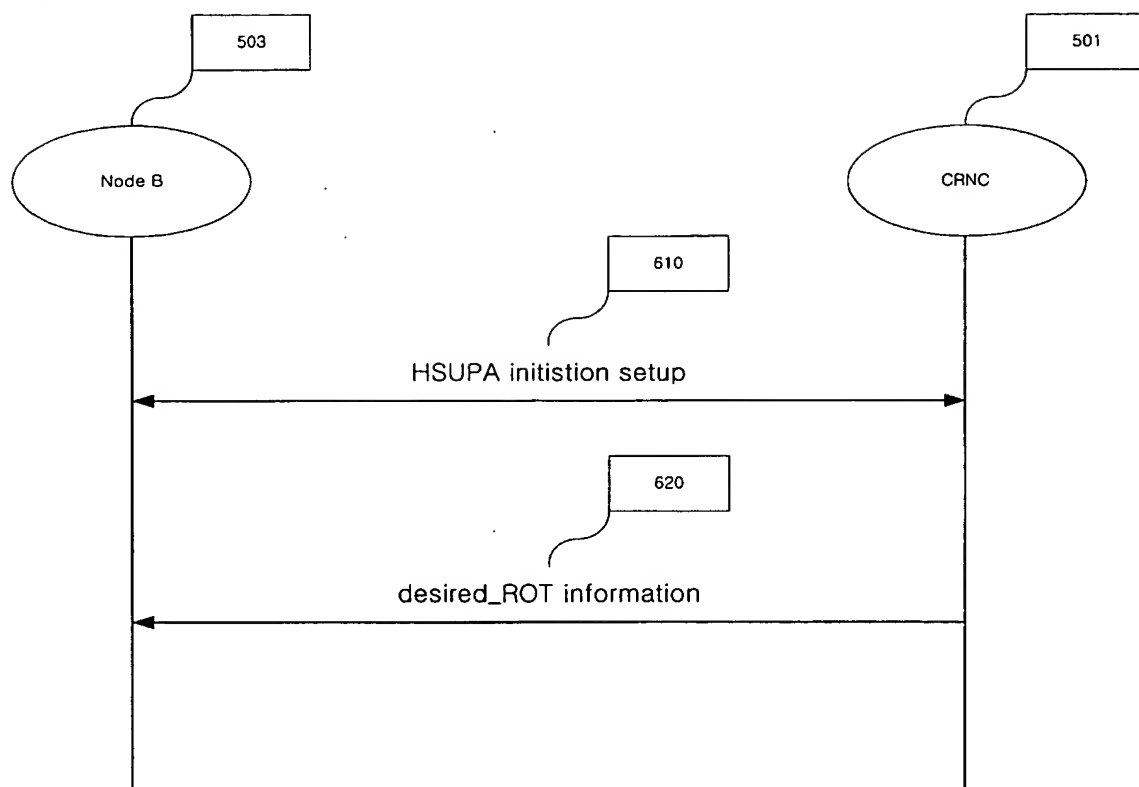 503
501
Node B
CRNC
610
HSUPA initistion setup
620
desired_ROT information